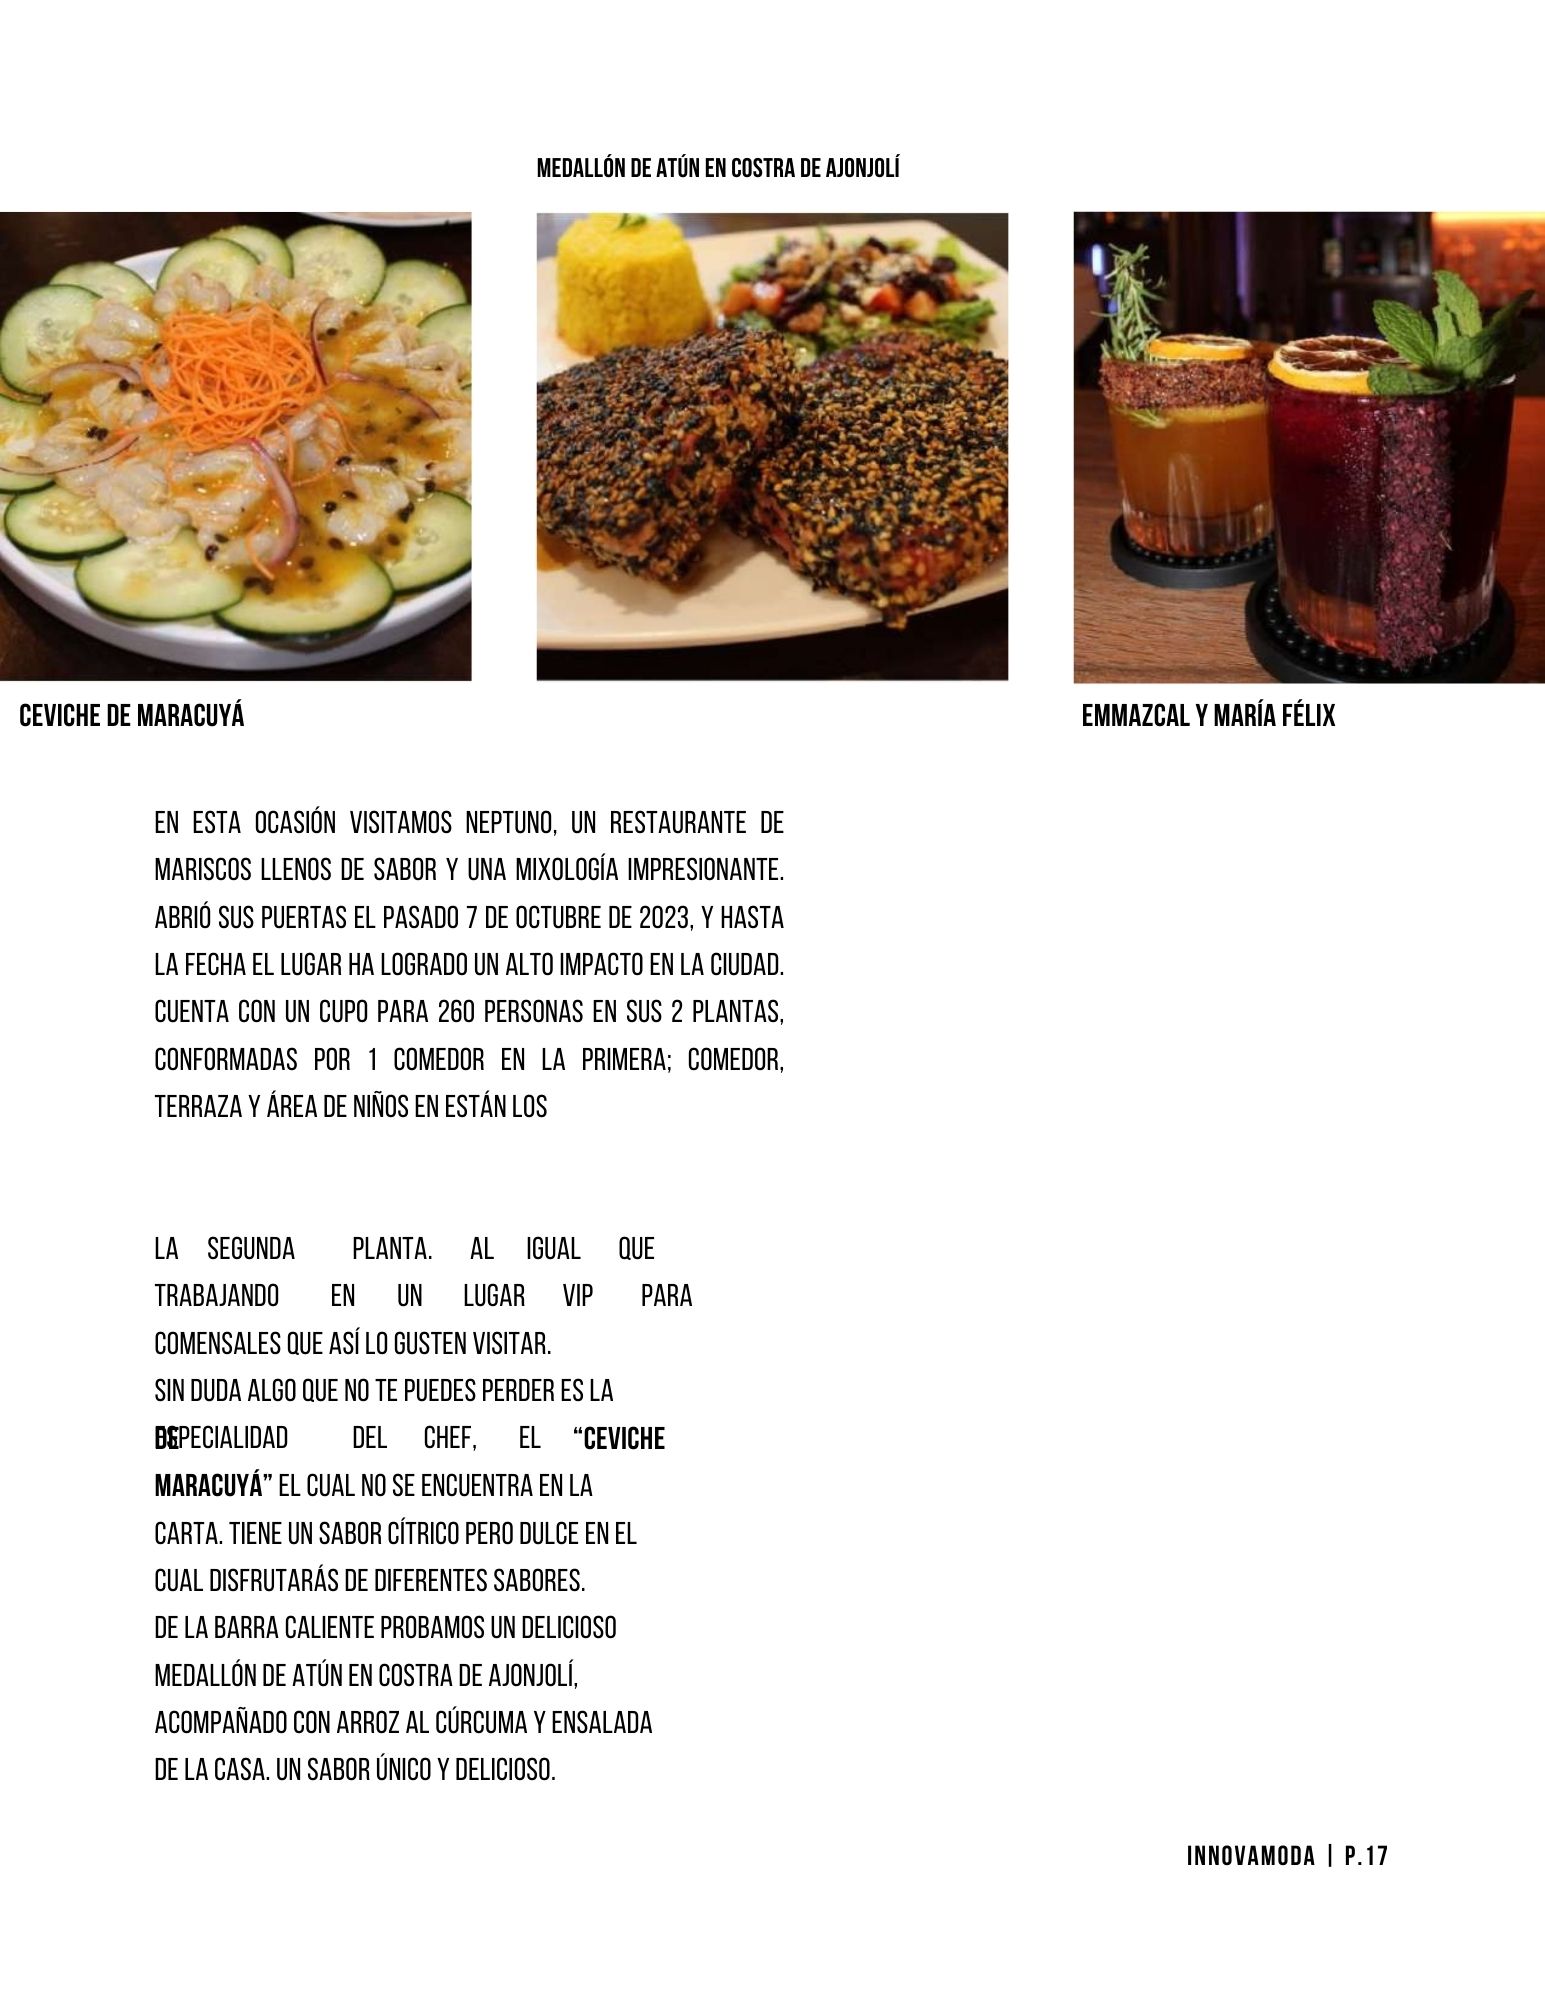 MEDALLÓN DE ATÚN EN COSTRA DE AJONJOLÍ
CEVICHE DE MARACUYÁ
EMMAZCAL Y MARÍA FÉLIX
EN ESTA OCASIÓN VISITAMOS NEPTUNO, UN RESTAURANTE DE
MARISCOS LLENOS DE SABOR Y UNA MIXOLOGÍA IMPRESIONANTE.
ABRIÓ SUS PUERTAS EL PASADO 7 DE OCTUBRE DE 2023, Y HASTA
LA FECHA EL LUGAR HA LOGRADO UN ALTO IMPACTO EN LA CIUDAD.
CUENTA CON UN CUPO PARA 260 PERSONAS EN SUS 2 PLANTAS,
CONFORMADAS POR 1 COMEDOR EN LA PRIMERA; COMEDOR,
TERRAZA Y ÁREA DE NIÑOS EN ESTÁN LOS
LA SEGUNDA PLANTA. AL IGUAL QUE
TRABAJANDO EN UN LUGAR VIP PARA
COMENSALES QUE ASÍ LO GUSTEN VISITAR.
SIN DUDA ALGO QUE NO TE PUEDES PERDER ES LA
ESPECIALIDAD DEL CHEF, EL “CEVICHE
DE
MARACUYÁ” EL CUAL NO SE ENCUENTRA EN LA
CARTA. TIENE UN SABOR CÍTRICO PERO DULCE EN EL
CUAL DISFRUTARÁS DE DIFERENTES SABORES.
DE LA BARRA CALIENTE PROBAMOS UN DELICIOSO
MEDALLÓN DE ATÚN EN COSTRA DE AJONJOLÍ,
ACOMPAÑADO CON ARROZ AL CÚRCUMA Y ENSALADA
DE LA CASA. UN SABOR ÚNICO Y DELICIOSO.
INNOVAMODA | P.17